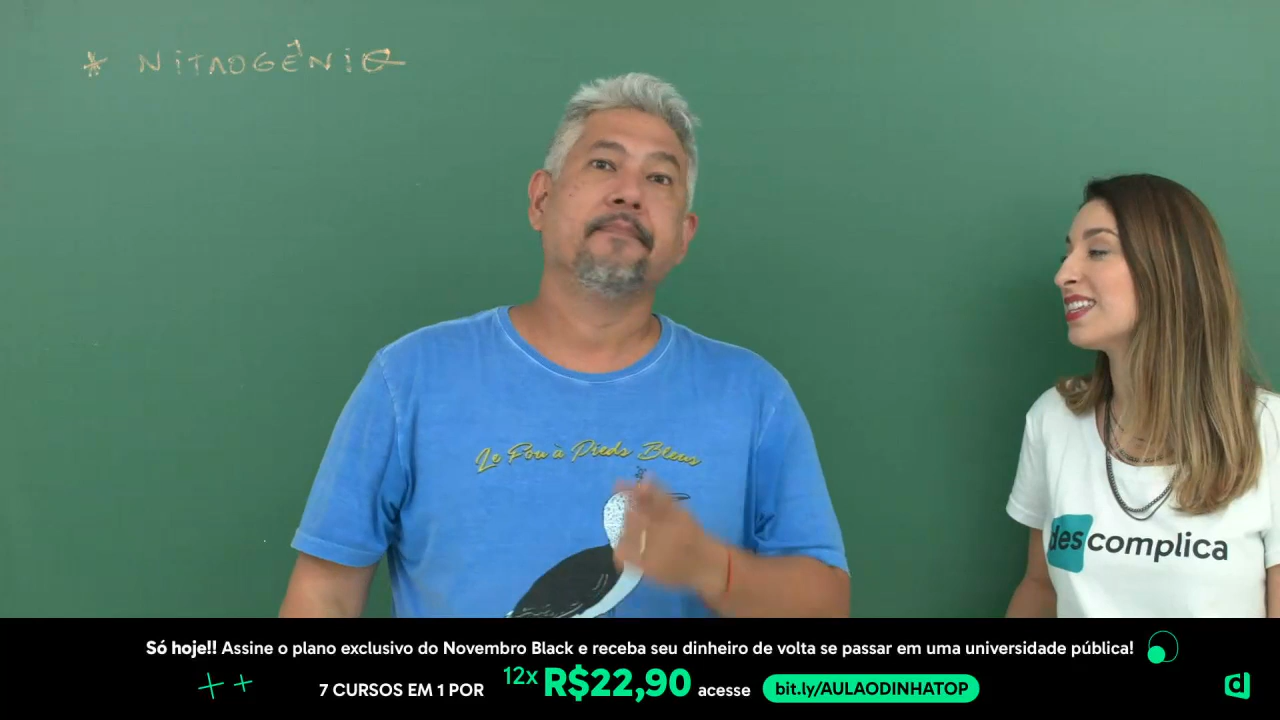 * NiTROGÊNiO
Le Fou à Pieds Bleus
descomplica
Só hoje!! Assine o plano exclusivo do Novembro Black e receba seu dinheiro de volta se passar em uma universidade pública!
7 CURSOS EM 1 POR 12x R$22,90 acesse bit.ly/AULAODINHATOP
d